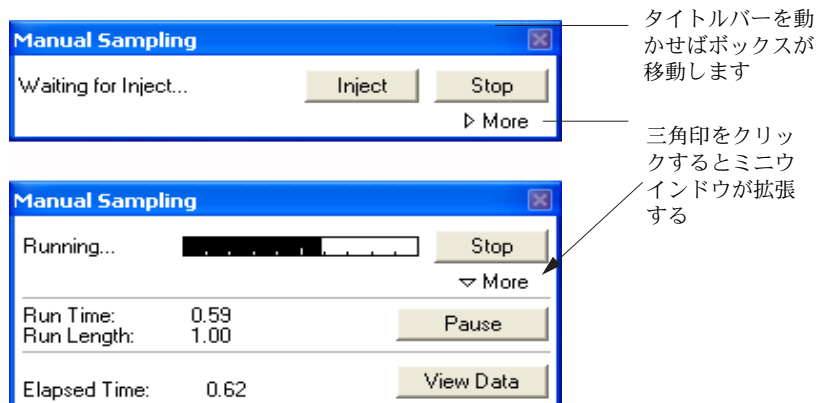 Manual Sampling
Waiting for Inject...
Inject
Stop
More
タイトルバーを動
かせばボックスが
移動します
三角印をクリッ
クするとミニウ
インドウが拡張
する
Manual Sampling
Running...
Stop
More
Run Time: 0.59
Run Length: 1.00
Pause
Elapsed Time: 0.62
View Data